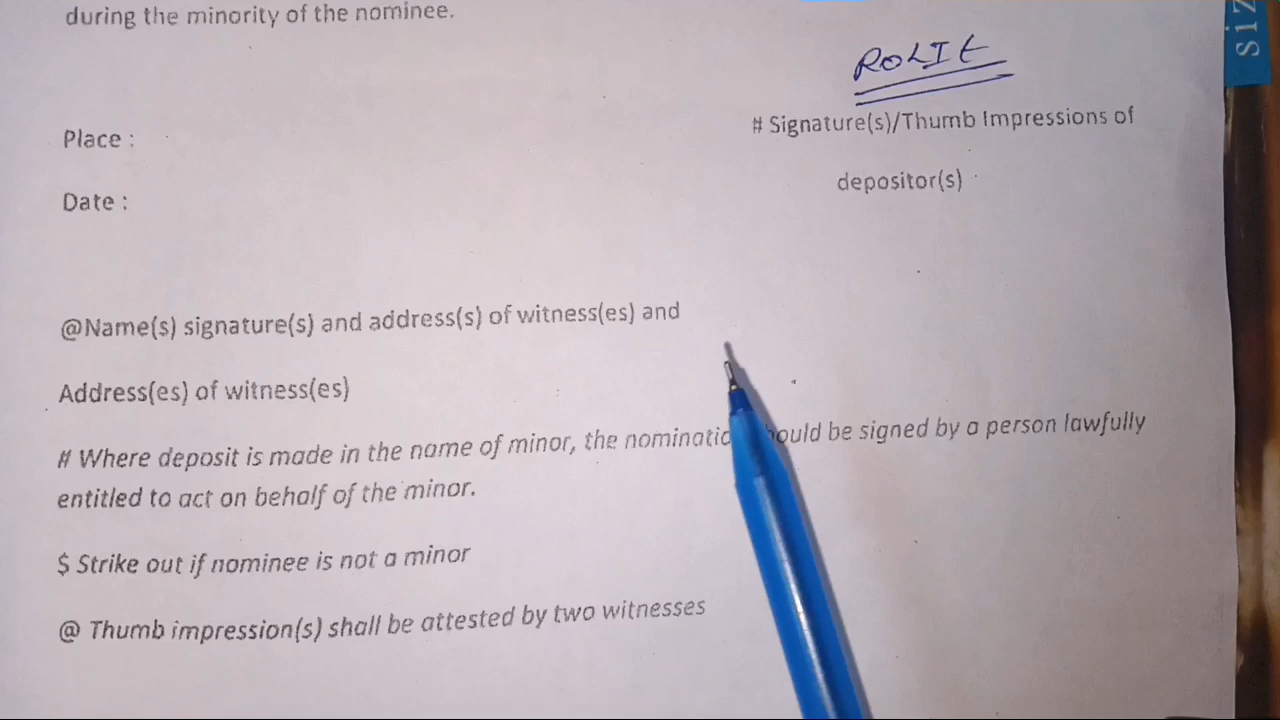 during the minority of the nominee.
ROHIt
# Signature(s)/Thumb Impressions of
Place :
depositor(s)
Date :
@Name(s) signature(s) and address(s) of witness(es) and
Address(es) of witness(es)
# Where deposit is made in the name of minor, the nominatio hould be signed by a person lawfully
entitled to act on behalf of the minor.
$ Strike out if nominee is not a minor
@ Thumb impression(s) shall be attested by two witnesses
siz